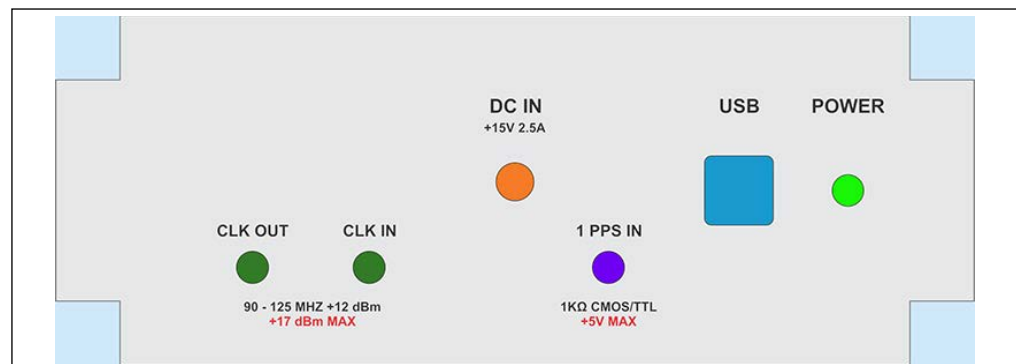 DC IN
+15V 2.5A
USB
POWER
CLK OUT
CLK IN
1 PPS IN
90 - 125 MHZ +12 dBm
+17 dBm MAX
1KΩ CMOS/TTL
+5V MAX